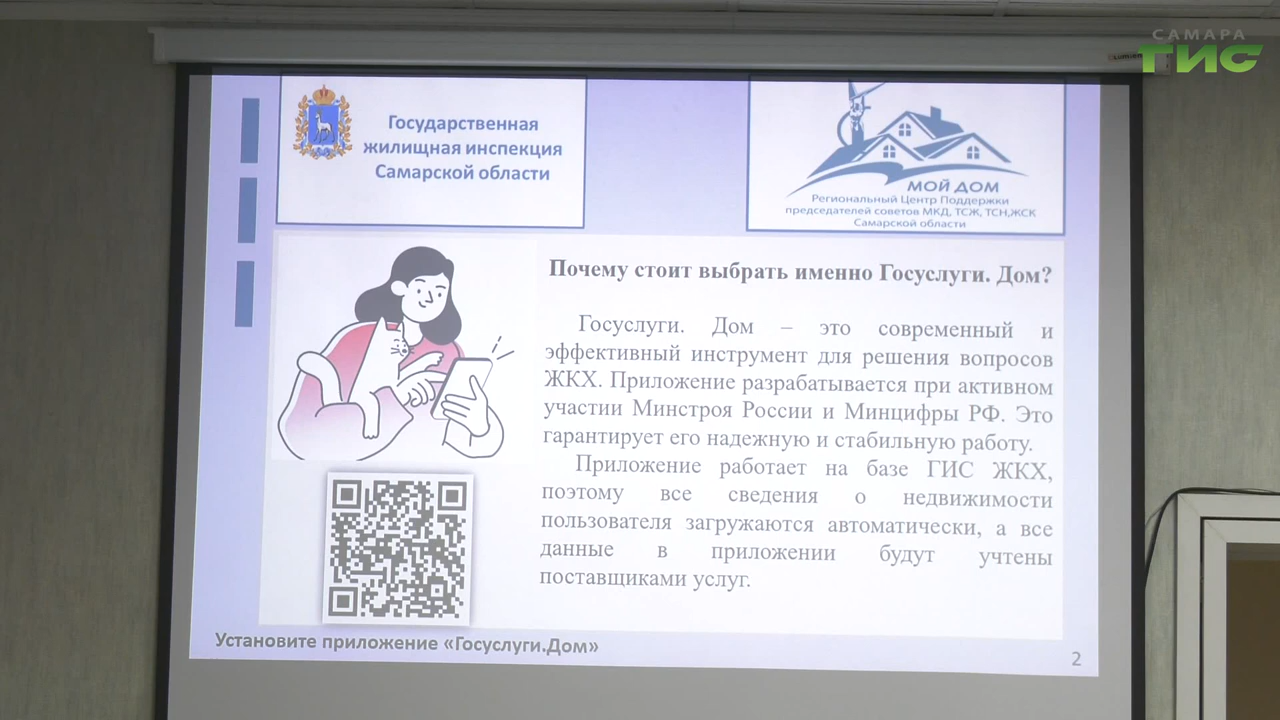 САМАРА
ГИС
Государственная
жилищная инспекция
Самарской области
МОЙ ДОМ
Региональный Центр Поддержки
председателей советов МКД, ТСЖ, ТСН,ЖСК
Самарской области
Почему стоит выбрать именно Госуслуги. Дом?
Госуслуги. Дом – это современный и
эффективный инструмент для решения вопросов
ЖКХ. Приложение разрабатывается при активном
участии Минстроя России и Минцифры РФ. Это
гарантирует его надежную и стабильную работу.
Приложение работает на базе ГИС ЖКХ,
поэтому все сведения о недвижимости
пользователя загружаются автоматически, а все
данные в приложении будут учтены
поставщиками услуг.
Установите приложение «Госуслуги.Дом»
2